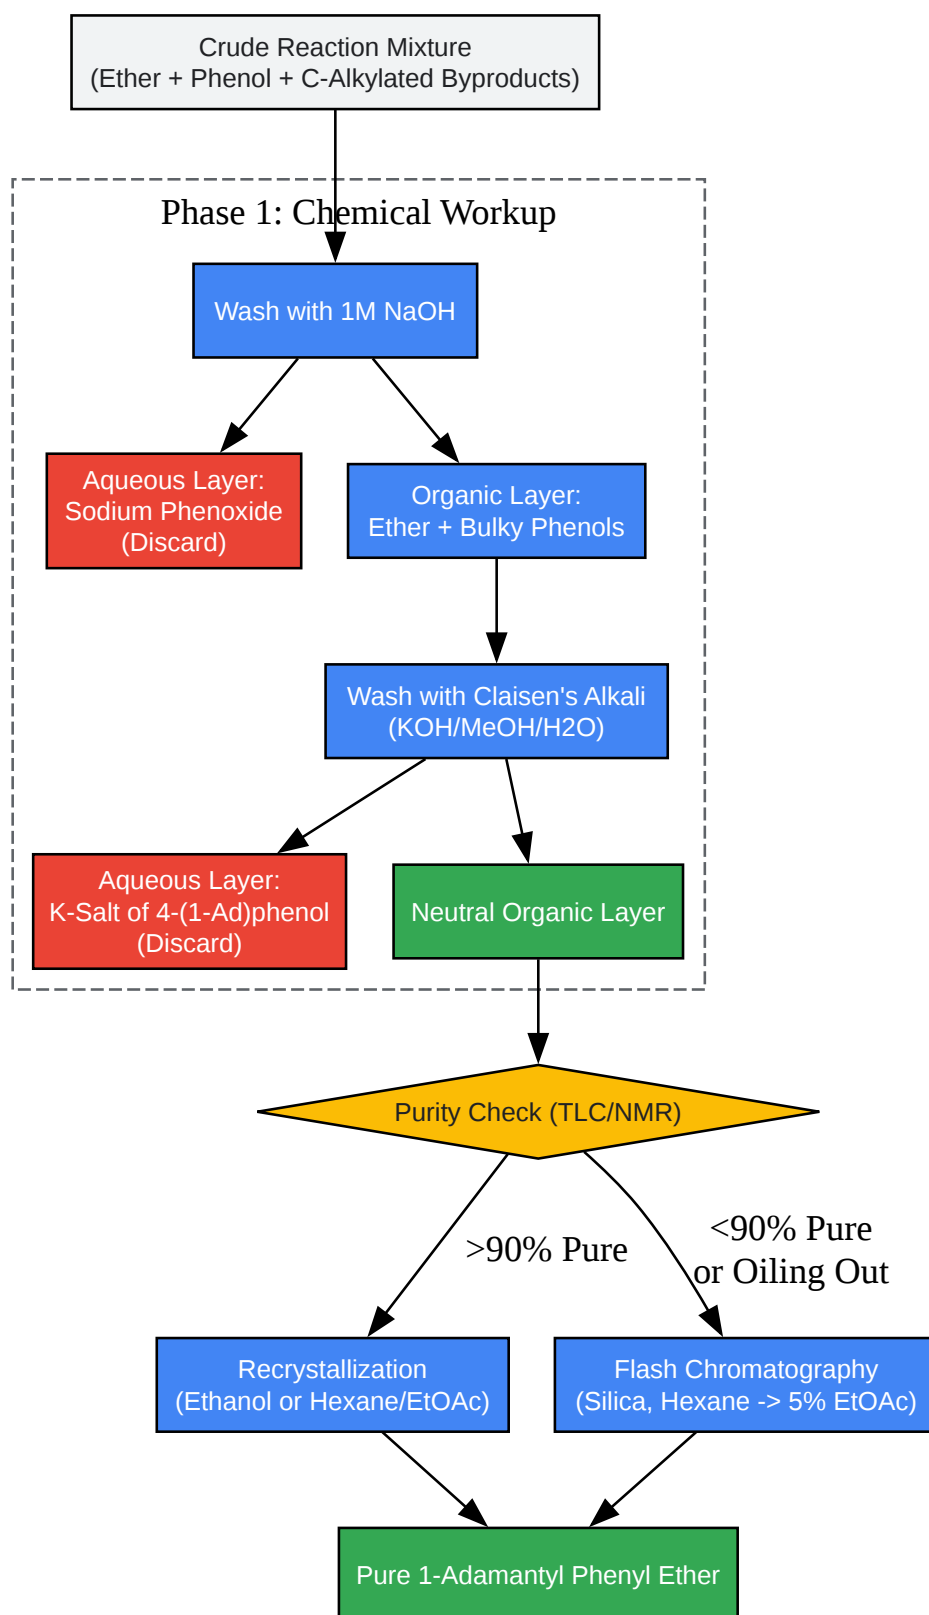 Crude Reaction Mixture
(Ether + Phenol + C-Alkylated Byproducts)
Phase 1: Chemical Workup
Wash with 1M NaOH
Aqueous Layer:
Sodium Phenoxide
(Discard)
Organic Layer:
Ether + Bulky Phenols
Wash with Claisen's Alkali
(KOH/MeOH/H2O)
Aqueous Layer:
K-Salt of 4-(1-Ad)phenol
(Discard)
Neutral Organic Layer
Purity Check (TLC/NMR)
>90% Pure
<90% Pure
or Oiling Out
Recrystallization
(Ethanol or Hexane/EtOAc)
Flash Chromatography
(Silica, Hexane -> 5% EtOAc)
Pure 1-Adamantyl Phenyl Ether